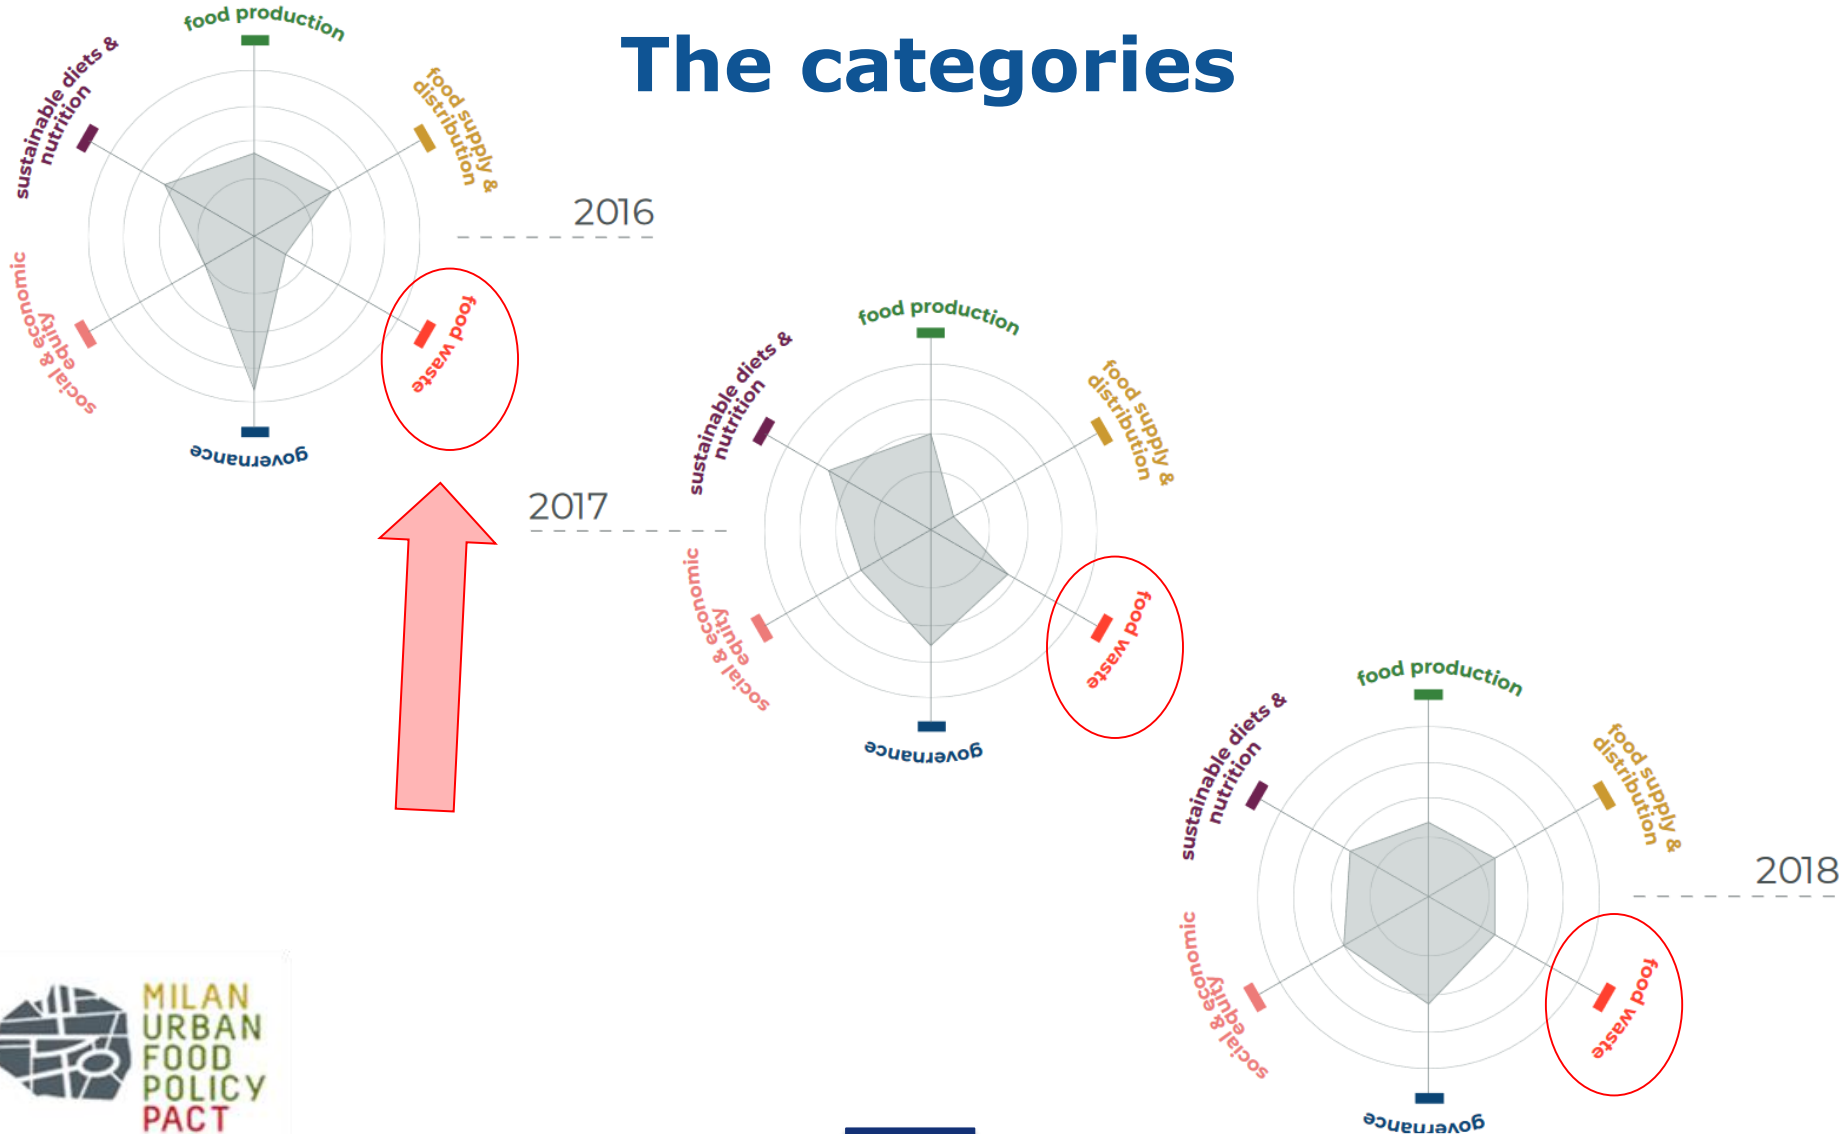 The categories
food production
food supply &
distribution
food waste
governance
social & economic
equity
sustainable diets &
nutrition
2016
food production
food supply &
distribution
food waste
governance
social & economic
equity
sustainable diets &
nutrition
2017
food production
food supply &
distribution
food waste
governance
social & economic
equity
sustainable diets &
nutrition
2018
MILAN
URBAN
FOOD
POLICY
PACT